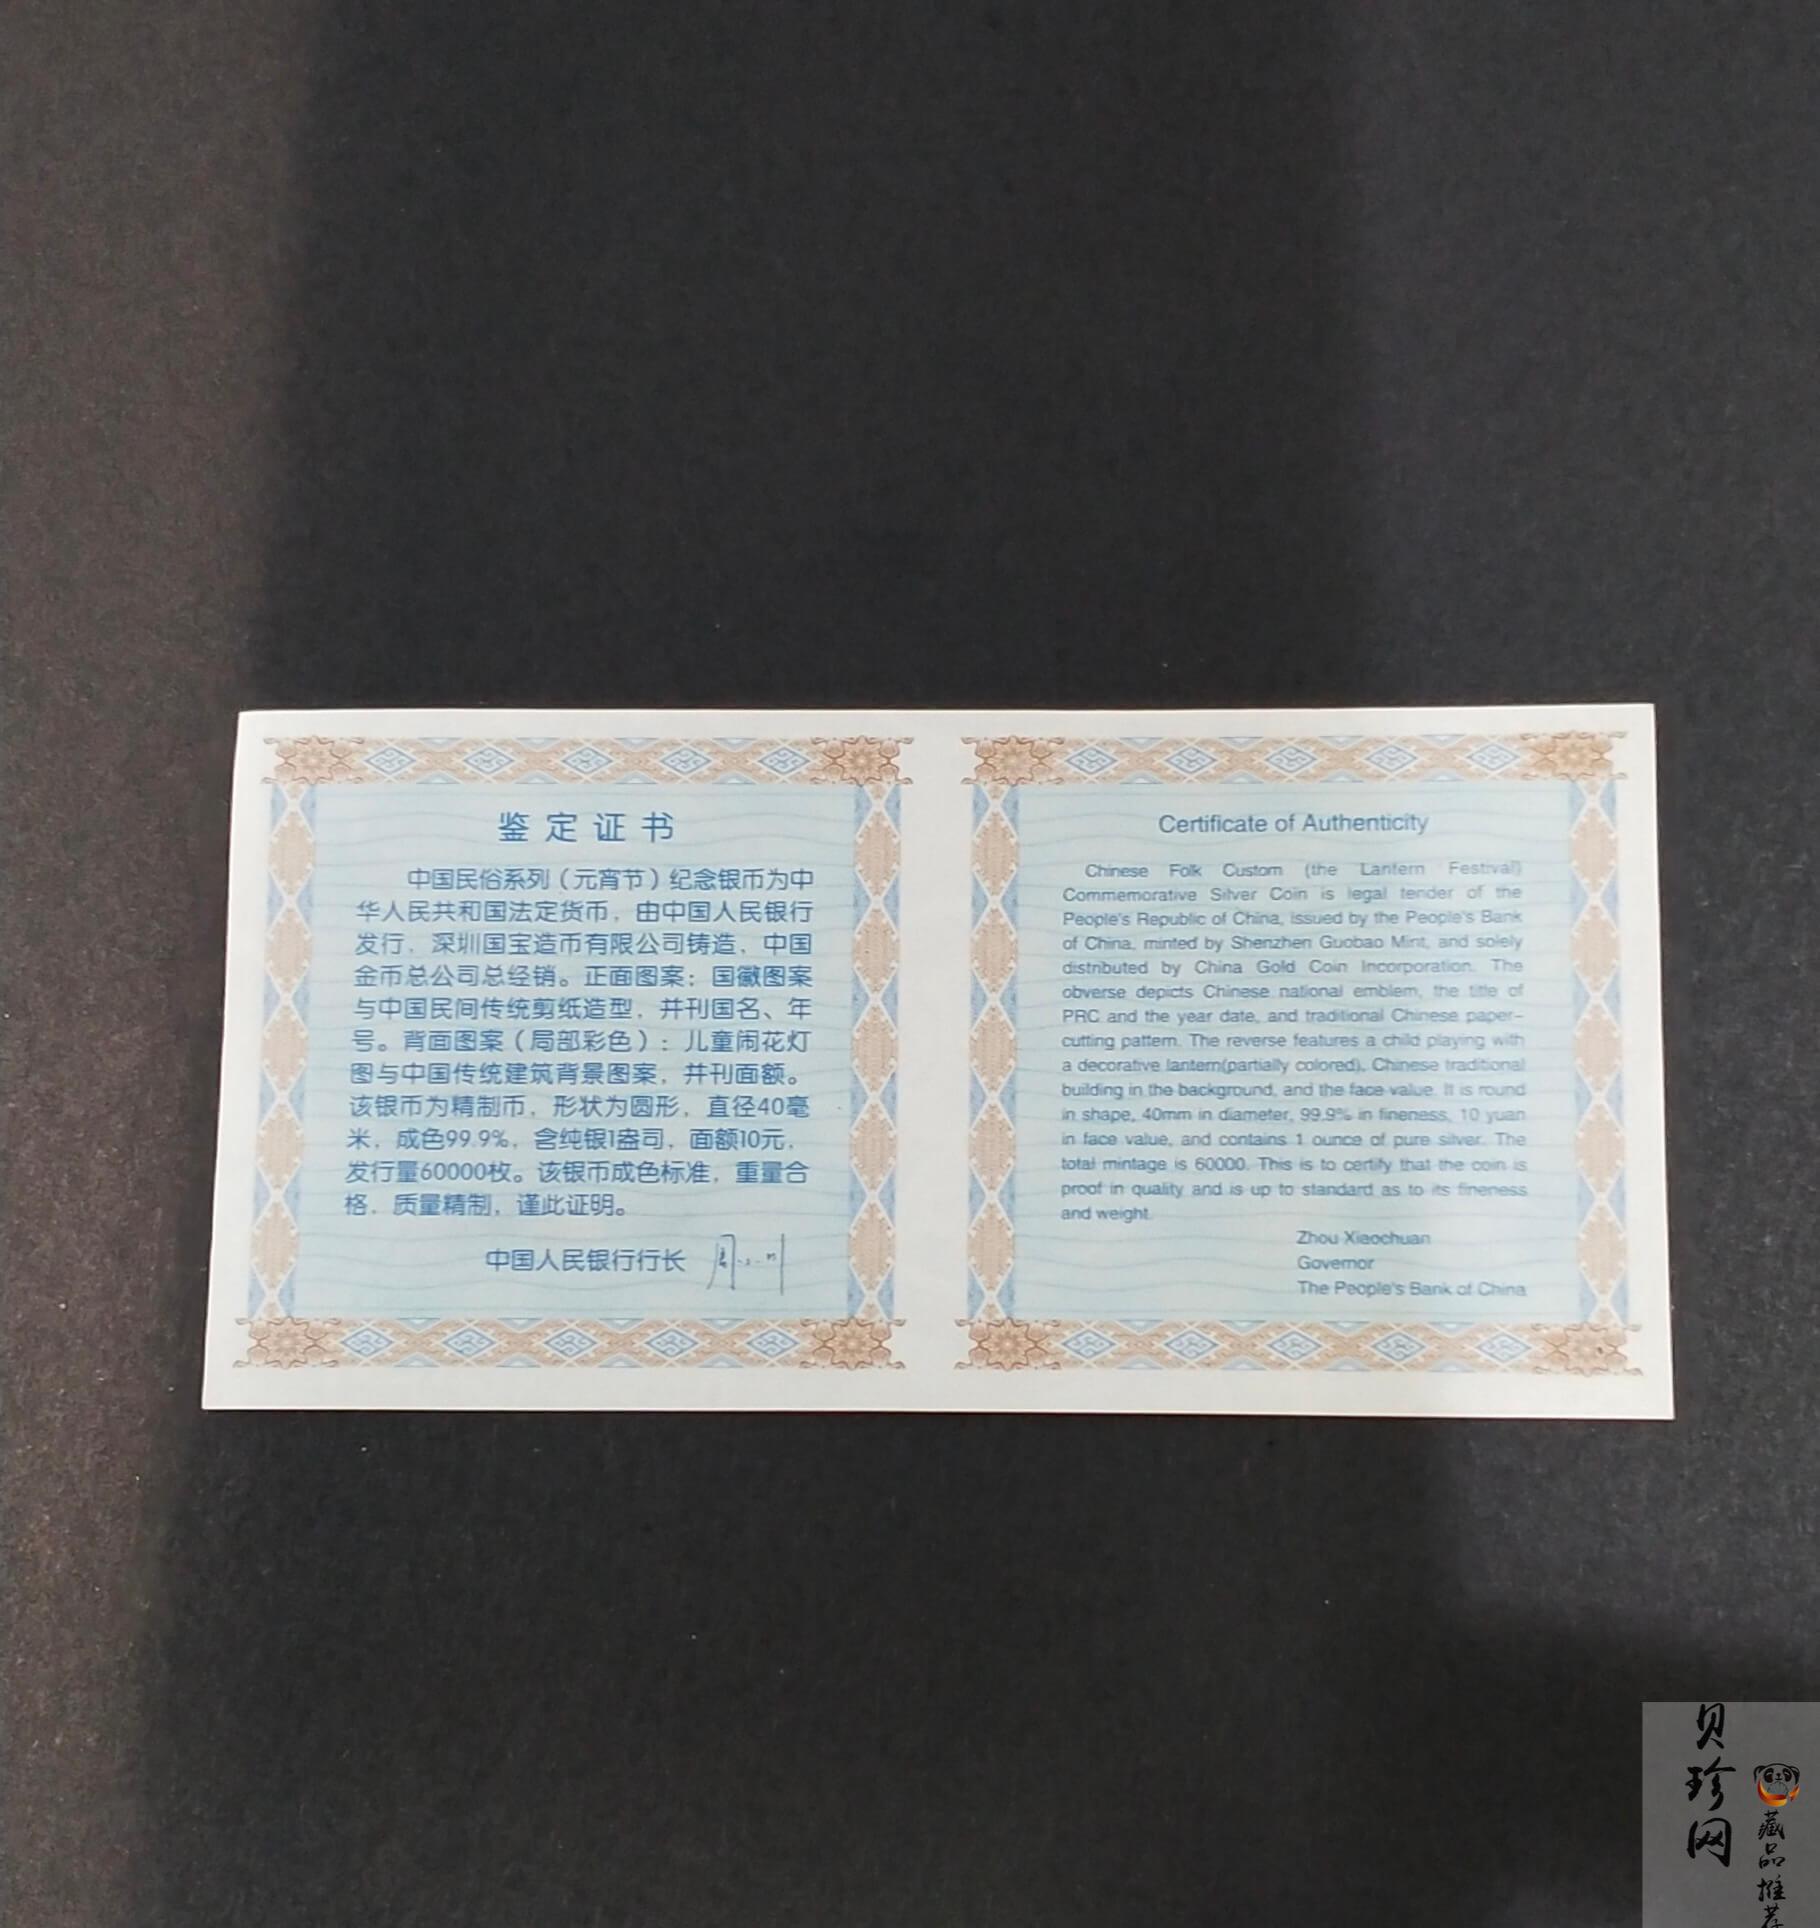 鉴定证书
中国民俗系列（元宵节）纪念银币为中
华人民共和国法定货币，由中国人民银行
发行，深圳国宝造币有限公司铸造，中国
金币总公司总经销。正面图案：国徽图案
与中国民间传统剪纸造型，并刊国名、年
号。背面图案（局部彩色）：儿童闹花灯
图与中国传统建筑背景图案，并刊面额。
该银币为精制币，形状为圆形，直径40毫
米，成色99.9%，含纯银1盎司，面额10元，
发行量60000枚。该银币成色标准，重量合
格，质量精制，谨此证明。
中国人民银行行长
Certificate of Authenticity
Chinese Folk Custom (the Lantern Festival)
Commemorative Silver Coin is legal tender of the
People's Republic of China, issued by the People's Bank
of China, minted by Shenzhen Guobao Mint, and solely
distributed by China Gold Coin Incorporation. The
obverse depicts Chinese national emblem, the title of
PRC and the year date, and traditional Chinese paper-
cutting pattern. The reverse features a child playing with
a decorative lantern(partially colored), Chinese traditional
building in the background, and the face value. It is round
in shape, 40mm in diameter, 99.9% in fineness, 10 yuan
in face value, and contains 1 ounce of pure silver. The
total mintage is 60000. This is to certify that the coin is
proof in quality and is up to standard as to its fineness
and weight.
Zhou Xiaochuan
Governor
The People's Bank of China
贝珍网
藏品推荐